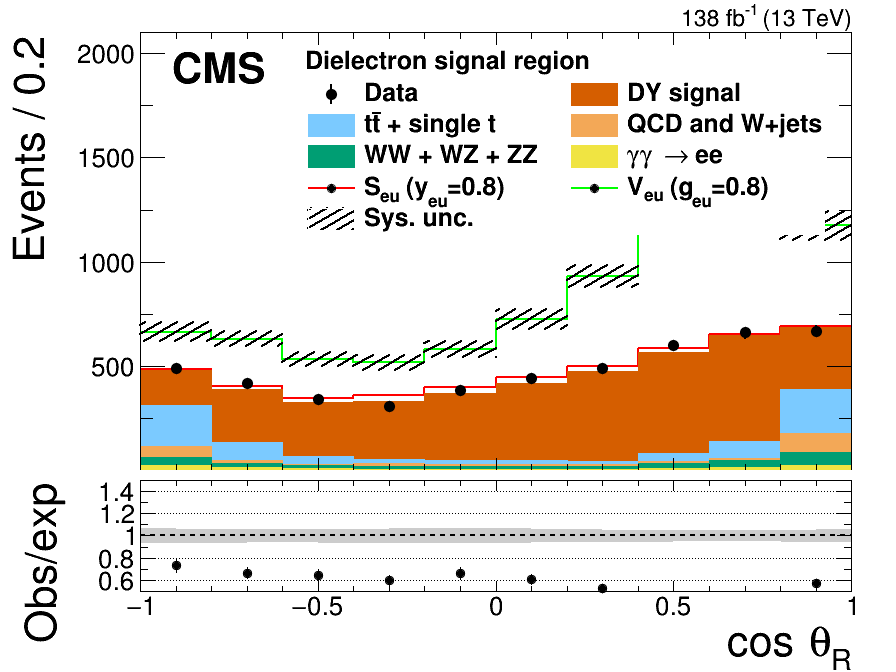 138 fb⁻¹ (13 TeV)
CMS
Dielectron signal region
Data
DY signal
tt̄ + single t
QCD and W+jets
WW + WZ + ZZ
γγ → ee
S_eu (y_eu=0.8)
V_eu (g_eu=0.8)
Sys. unc.
Events / 0.2
2000
1500
1000
500
Obs/exp
1.4
1.2
1
0.8
0.6
−1 −0.5 0 0.5 1
cos θ_R